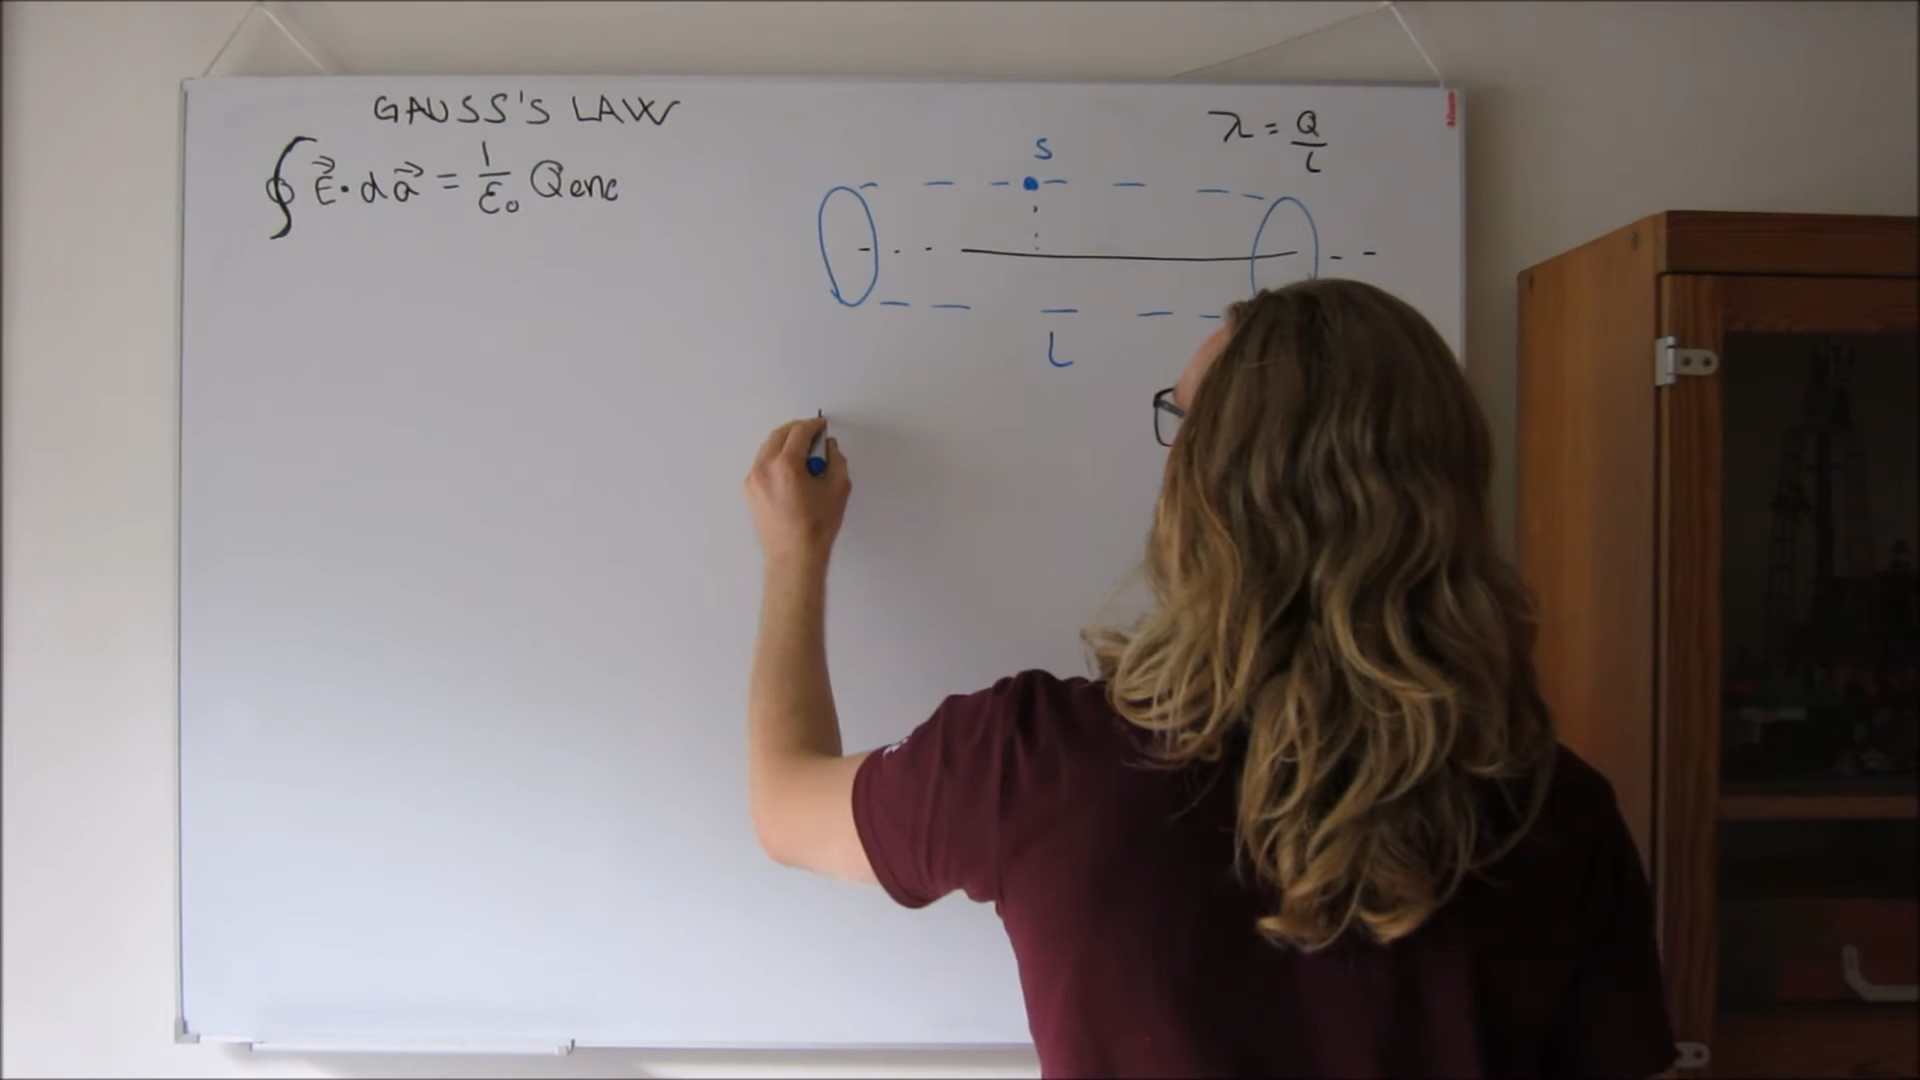 GAUSS'S LAW
∮ E⃗ · da⃗ = 1/ε₀ Qenc
λ = Q/L
s
L